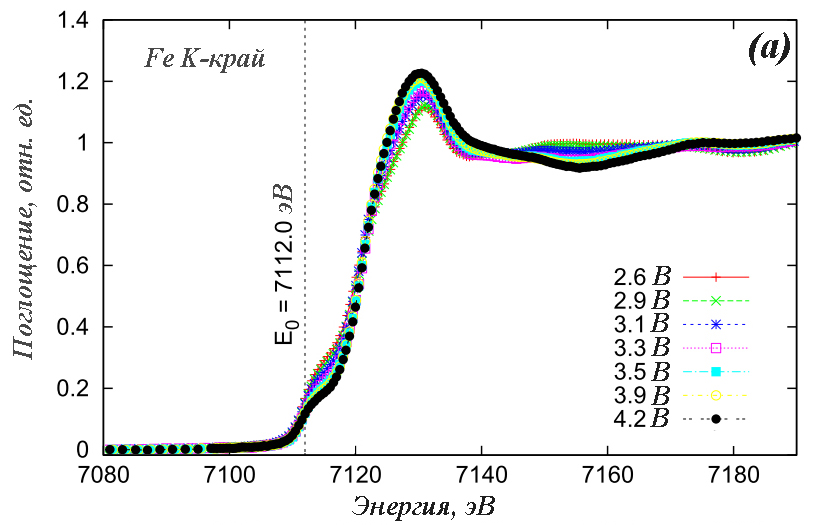 1.4
1.2
1
0.8
0.6
0.4
0.2
0
Поглощение, отн. ед.
Fe K-край
(a)
E0 = 7112.0 эВ
2.6 В
2.9 В
3.1 В
3.3 В
3.5 В
3.9 В
4.2 В
7080 7100 7120 7140 7160 7180
Энергия, эВ